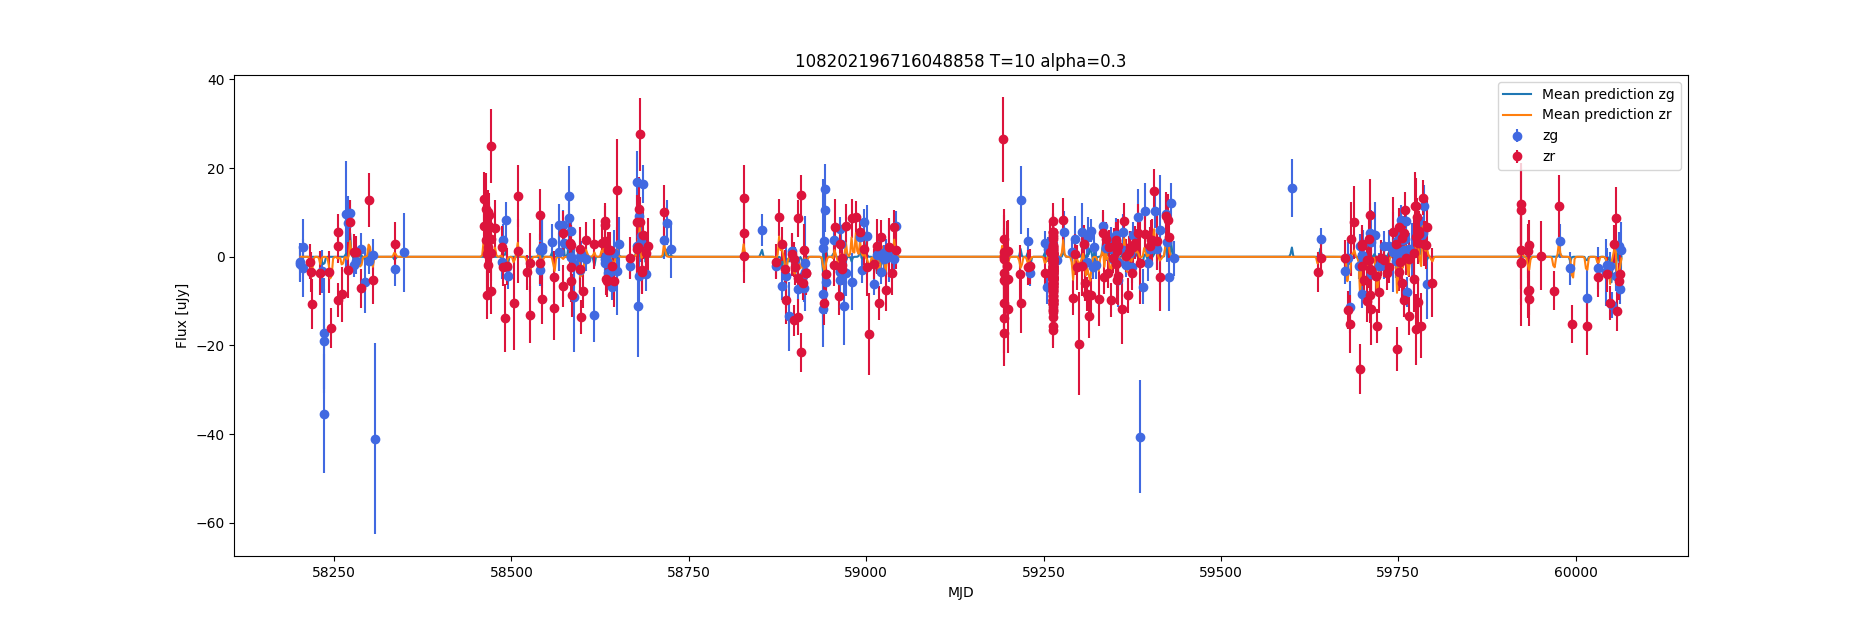 108202196716048858 T=10 alpha=0.3
Mean prediction zg
Mean prediction zr
zg
zr
Flux [uJy]
40
20
0
−20
−40
−60
58250 58500 58750 59000 59250 59500 59750 60000
MJD